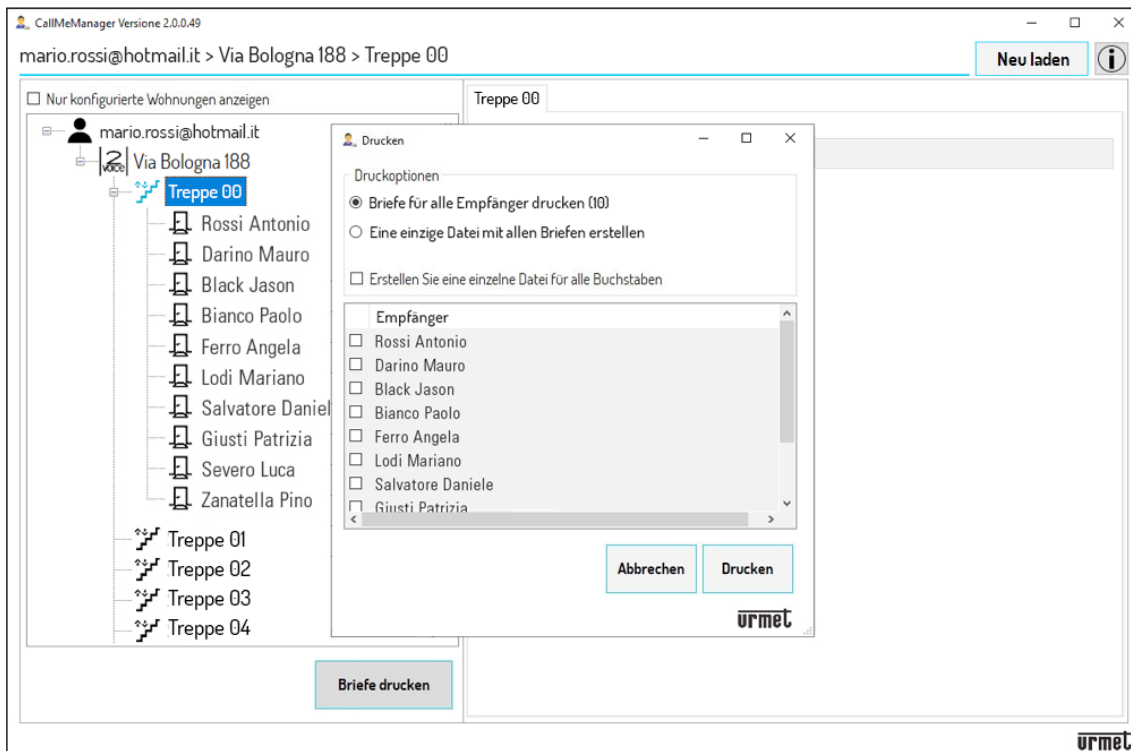 CallMeManager Versione 2.0.0.49
mario.rossi@hotmail.it > Via Bologna 188 > Treppe 00
Neu laden
Nur konfigurierte Wohnungen anzeigen
mario.rossi@hotmail.it
2 VOICE Via Bologna 188
Treppe 00
Rossi Antonio
Darino Mauro
Black Jason
Bianco Paolo
Ferro Angela
Lodi Mariano
Salvatore Daniel
Giusti Patrizia
Severo Luca
Zanatella Pino
Treppe 01
Treppe 02
Treppe 03
Treppe 04
Briefe drucken
Treppe 00
Drucken
Druckoptionen
Briefe für alle Empfänger drucken (10)
Eine einzige Datei mit allen Briefen erstellen
Erstellen Sie eine einzelne Datei für alle Buchstaben
Empfänger
Rossi Antonio
Darino Mauro
Black Jason
Bianco Paolo
Ferro Angela
Lodi Mariano
Salvatore Daniele
Giusti Patrizia
Abbrechen
Drucken
urmet
urmet